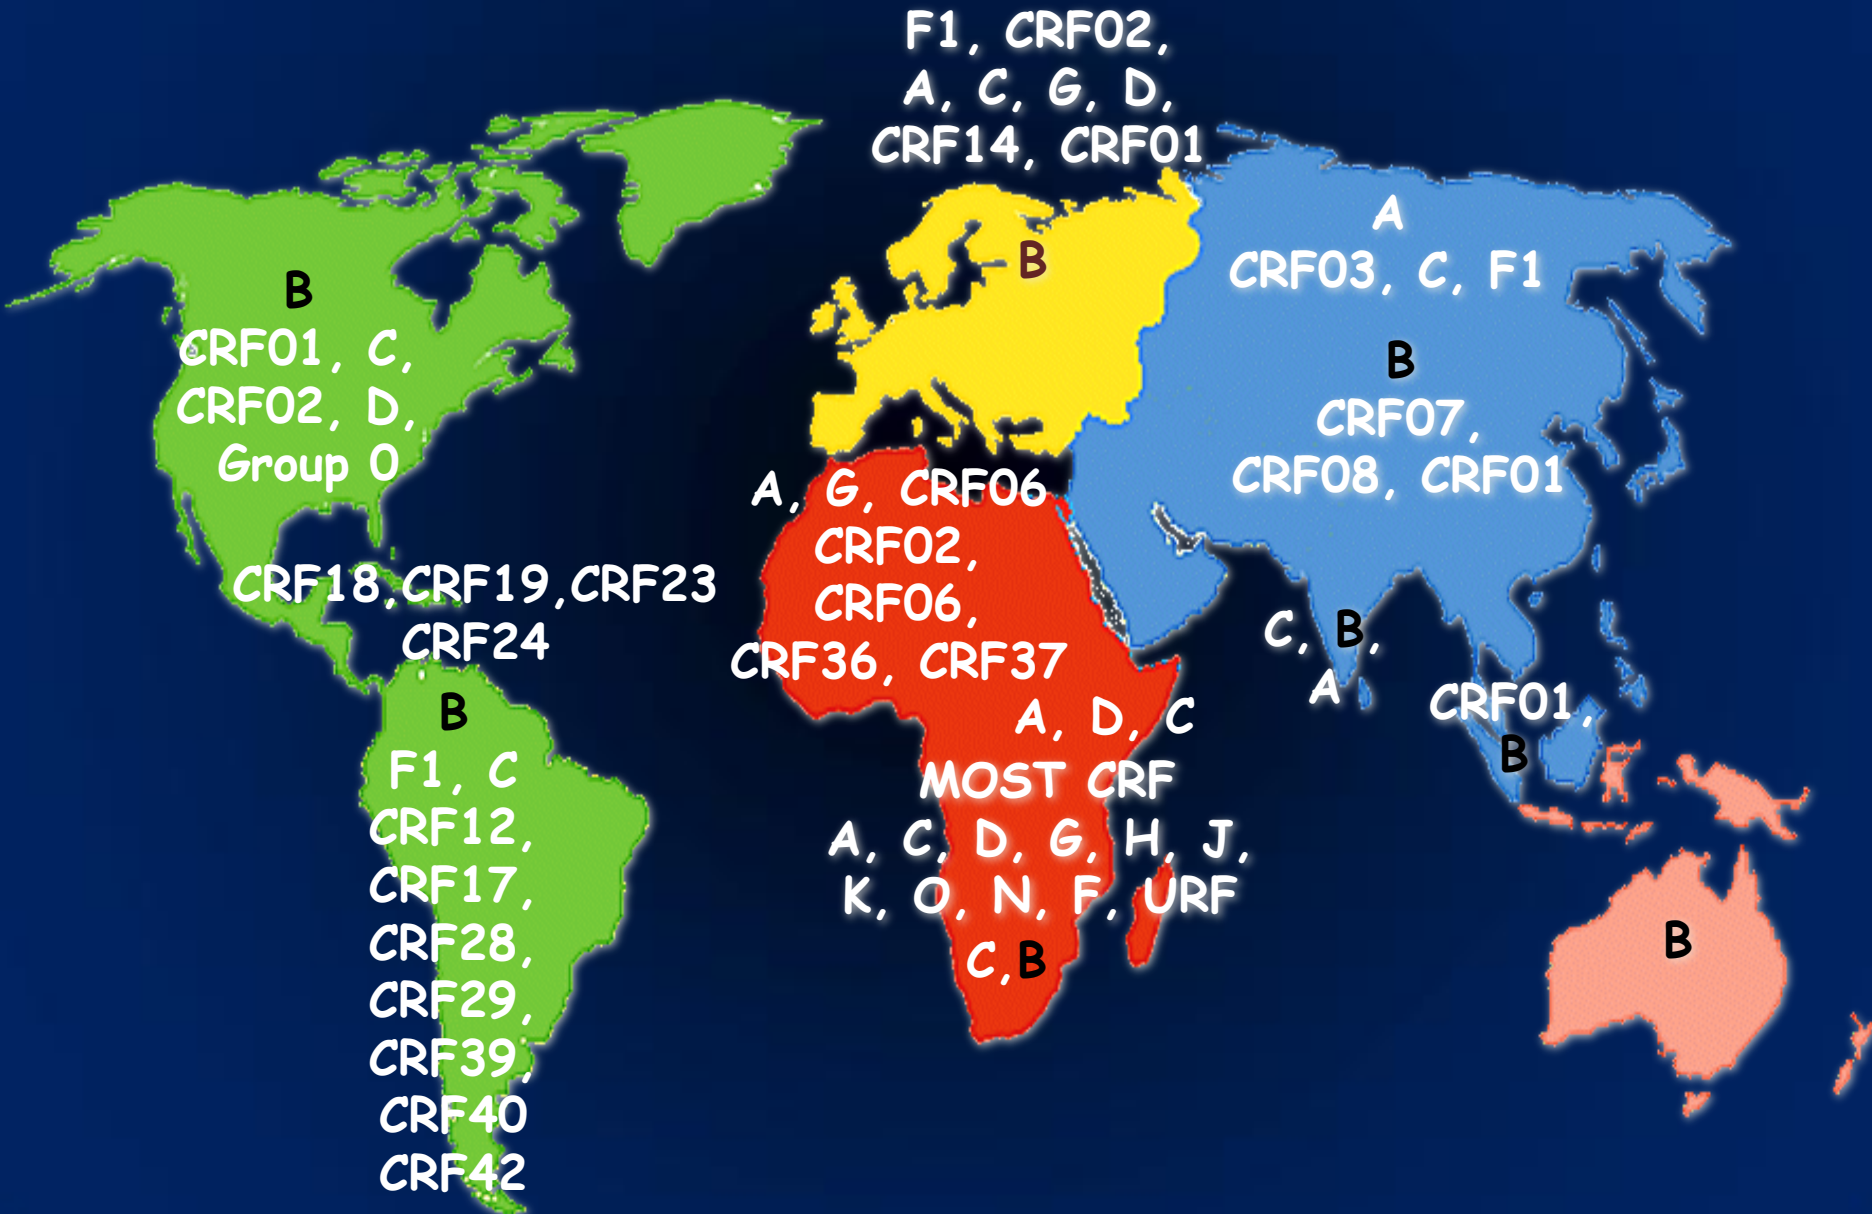 F1, CRF02,
A, C, G, D,
CRF14, CRF01
B
CRF01, C,
CRF02, D,
Group O
CRF18,CRF19,CRF23
CRF24
B
F1, C
CRF12,
CRF17,
CRF28,
CRF29,
CRF39,
CRF40
CRF42
B
A, G, CRF06
CRF02,
CRF06,
CRF36, CRF37
A, D, C
MOST CRF
A, C, D, G, H, J,
K, O, N, F, URF
C,B
A
CRF03, C, F1
B
CRF07,
CRF08, CRF01
C, B,
A
CRF01,
B
B